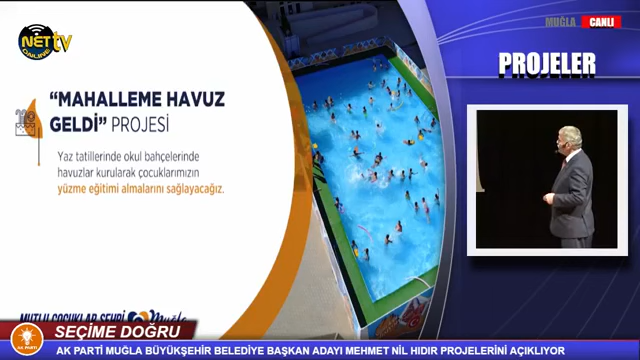 NET tv
ONLINE
MUĞLA CANLI
PROJELER
“MAHALLEME HAVUZ
GELDİ” PROJESİ
Yaz tatillerinde okul bahçelerinde
havuzlar kurularak çocuklarımızın
yüzme eğitimi almalarını sağlayacağız.
MUTLU ÇOCUKLAR ŞEHRİ Muğla
AK PARTİ
SEÇİME DOĞRU
AK PARTİ MUĞLA BÜYÜKŞEHİR BELEDİYE BAŞKAN ADAYI MEHMET NİL HIDIR PROJELERİNİ AÇIKLIYOR